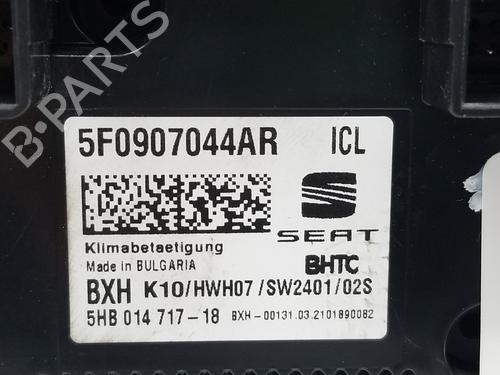 5F0907044AR ICL
SEAT
Klimabetaetigung
Made in BULGARIA BHTC
BXH K10/HWH07/SW2401/02S
5HB 014 717-18 BXH-00131.03.2101890082
B-PARTS